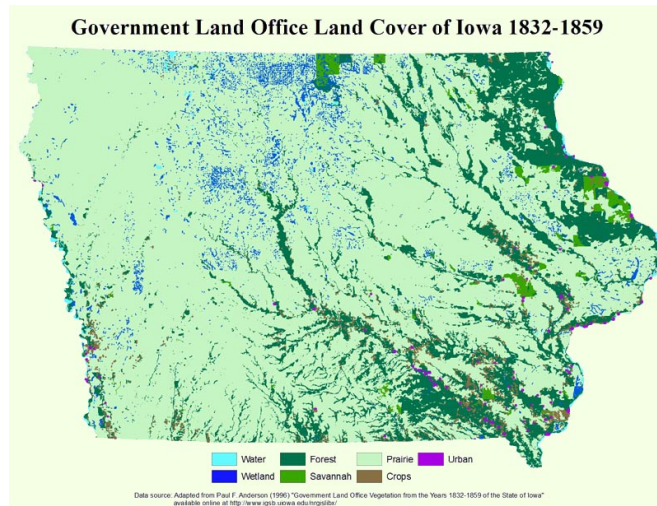 Government Land Office Land Cover of Iowa 1832-1859
Water Forest Prairie Urban
Wetland Savannah Crops
Data source: Adapted from Paul F. Anderson (1996) "Government Land Office Vegetation from the Years 1832-1859 of the State of Iowa"
available online at http://www.igsb.uiowa.edu/nrgislibx/